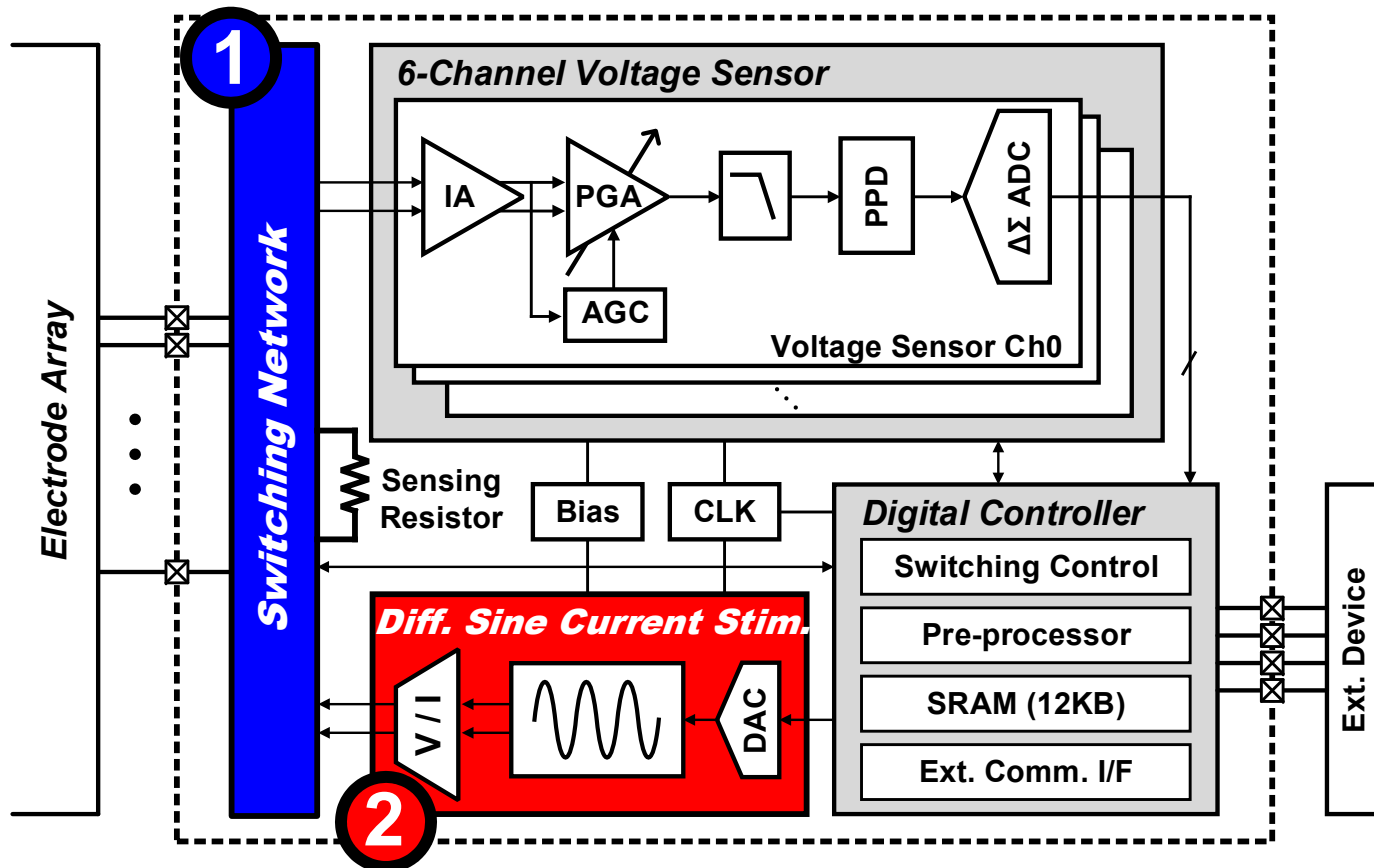 1
6-Channel Voltage Sensor
IA
PGA
PPD
ΔΣ ADC
AGC
Voltage Sensor Ch0
Electrode Array
Switching Network
Sensing
Resistor
Bias
CLK
Digital Controller
Switching Control
Pre-processor
SRAM (12KB)
Ext. Comm. I/F
Diff. Sine Current Stim.
V / I
DAC
2
Ext. Device